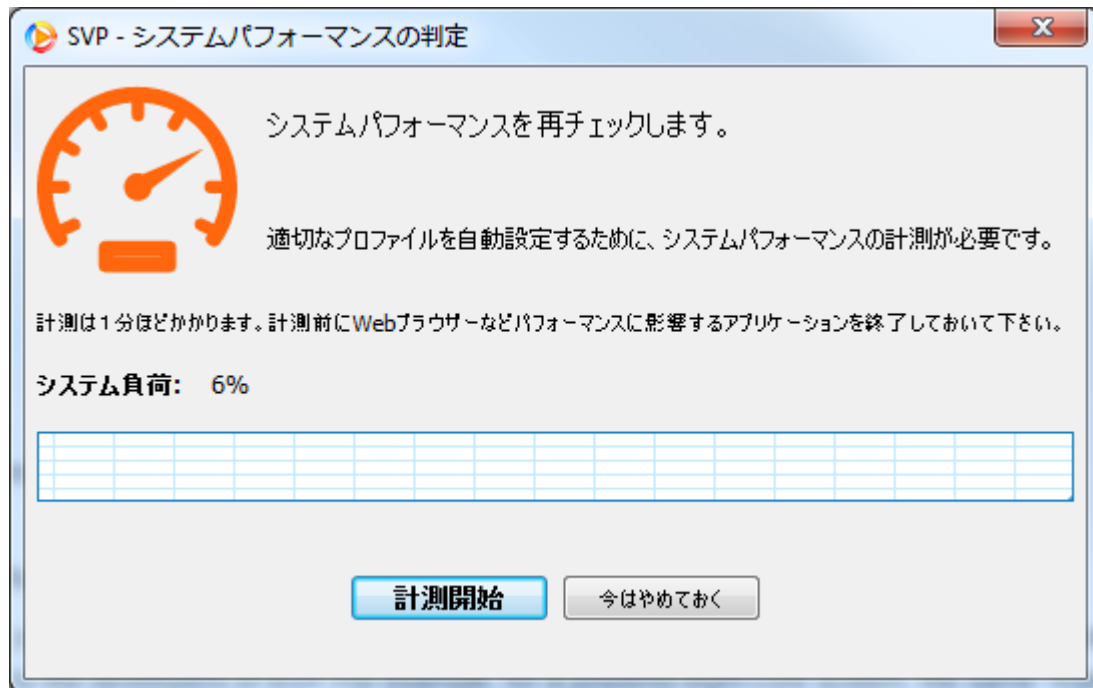 SVP - システムパフォーマンスの判定
システムパフォーマンスを再チェックします。
適切なプロファイルを自動設定するために、システムパフォーマンスの計測が必要です。
計測は1分ほどかかります。計測前にWebブラウザーなどパフォーマンスに影響するアプリケーションを終了しておいて下さい。
システム負荷: 6%
計測開始
今はやめておく